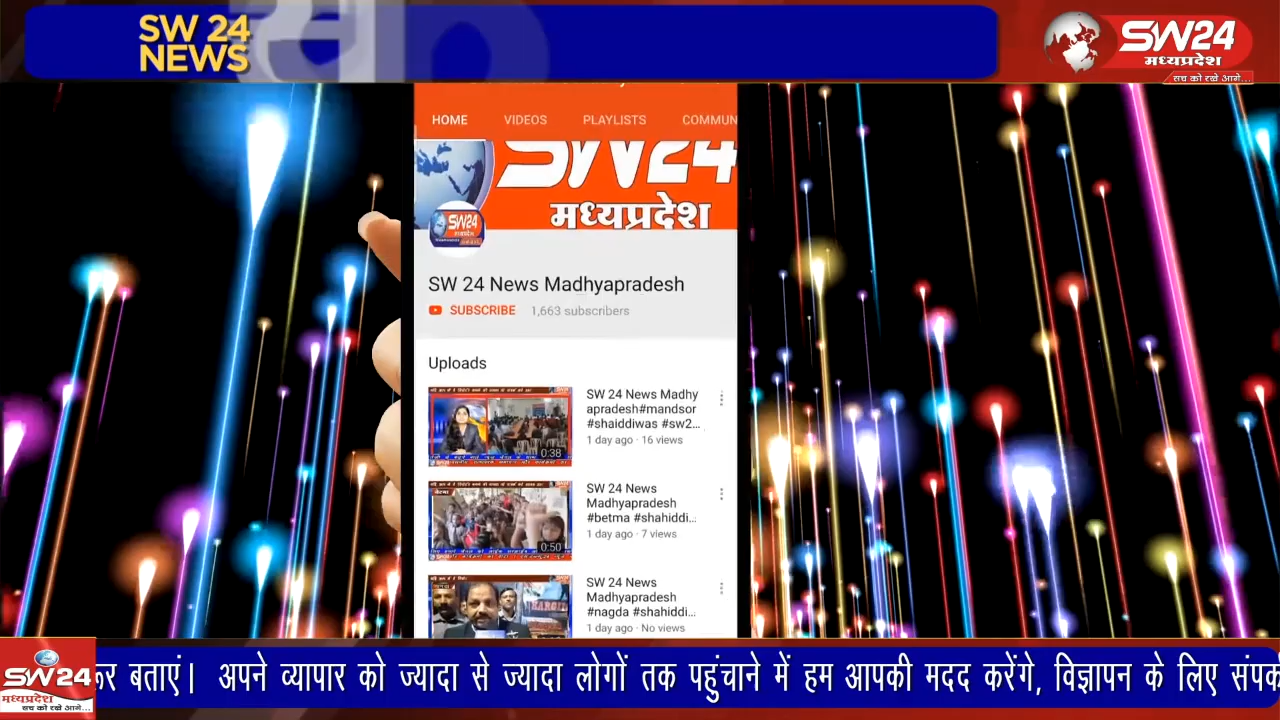 SW 24
NEWS
SW24
मध्यप्रदेश
सच को रखे आगे...
HOME VIDEOS PLAYLISTS COMMUN
SW24
मध्यप्रदेश
SW24
SW 24 News Madhyapradesh
SUBSCRIBE 1,663 subscribers
Uploads
SW 24 News Madhy
apradesh#mandsor
#shaiddiwas #sw2...
1 day ago · 16 views
0:38
SW 24 News
Madhyapradesh
#betma #shahiddi...
1 day ago · 7 views
0:50
SW 24 News
Madhyapradesh
#nagda #shahiddi...
1 day ago · No views
SW24
मध्यप्रदेश
सच को रखे आगे...
बताएं। अपने व्यापार को ज्यादा से ज्यादा लोगों तक पहुंचाने में हम आपकी मदद करेंगे, विज्ञापन के लिए संपर्क